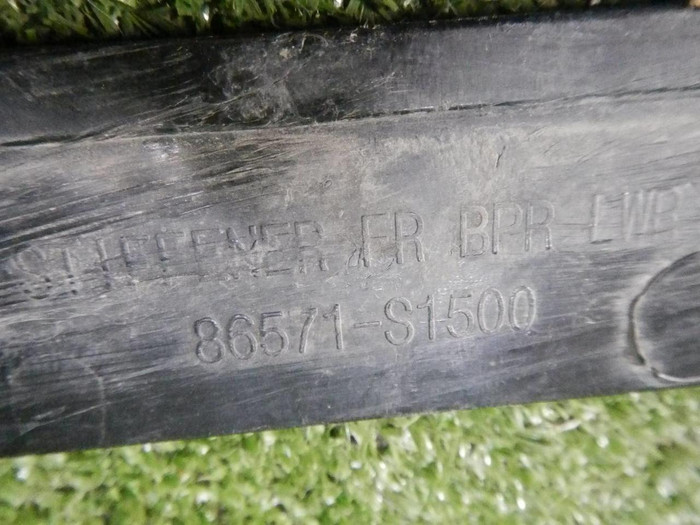 STIFFENER FR BPR-LWR
86571-S1500